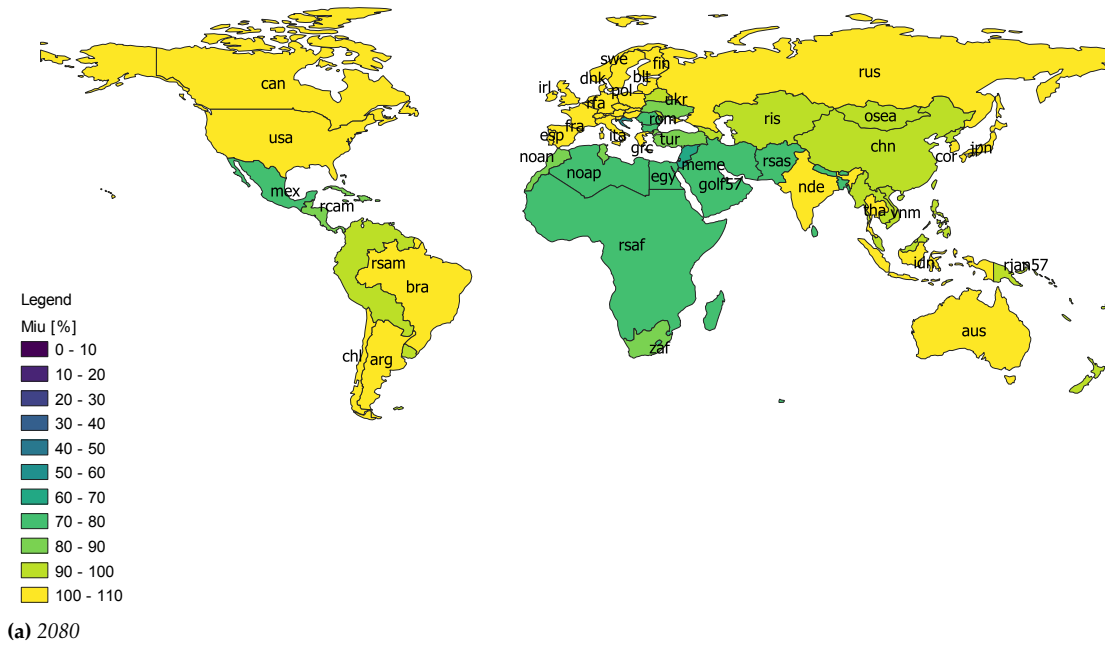 can
usa
mex
rcam
rsam
bra
chl
arg
swe
fin
dnk
blt
irl
pol
rfa
ukr
fra
rom
esp
ita
tur
grc
noan
noap
egy
meme
golf57
rsas
rsaf
zaf
rus
ris
osea
chn
cor
jpn
nde
tha
vnm
idn
rjan57
aus
Legend
Miu [%]
0 - 10
10 - 20
20 - 30
30 - 40
40 - 50
50 - 60
60 - 70
70 - 80
80 - 90
90 - 100
100 - 110
(a) 2080